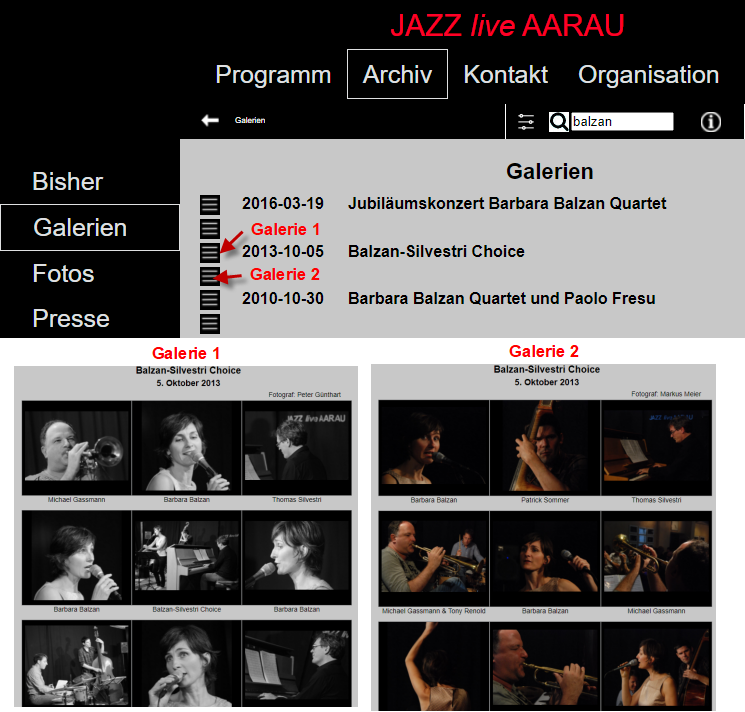 JAZZ live AARAU
Programm Archiv Kontakt Organisation
Galerien balzan
Bisher
Galerien
Fotos
Presse
Galerien
2016-03-19 Jubiläumskonzert Barbara Balzan Quartet
Galerie 1
2013-10-05 Balzan-Silvestri Choice
Galerie 2
2010-10-30 Barbara Balzan Quartet und Paolo Fresu
Galerie 1
Balzan-Silvestri Choice
5. Oktober 2013
Fotograf: Peter Günthart
JAZZ live AARAU
Michael Gassmann Barbara Balzan Thomas Silvestri
Barbara Balzan Balzan-Silvestri Choice Barbara Balzan
Galerie 2
Balzan-Silvestri Choice
5. Oktober 2013
Fotograf: Markus Meier
JAZZ live AARAU
Barbara Balzan Patrick Sommer Thomas Silvestri
Michael Gassmann & Tony Renold Barbara Balzan Michael Gassmann